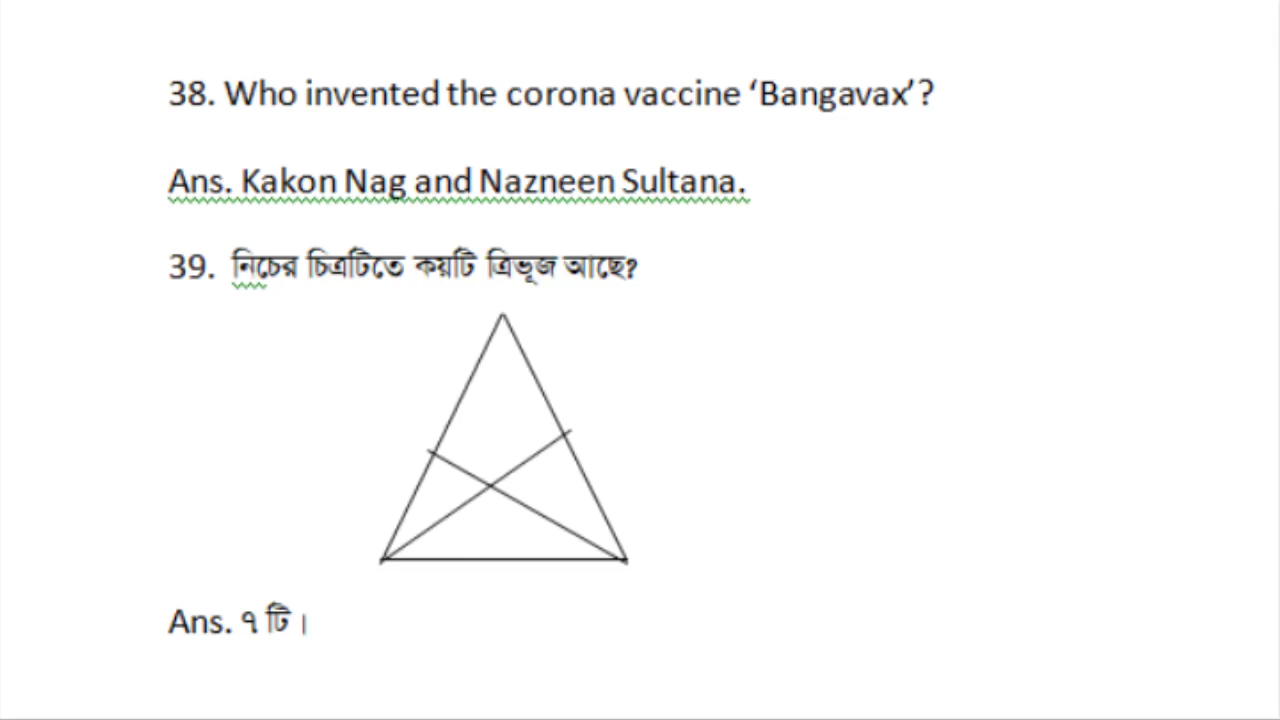 38. Who invented the corona vaccine ‘Bangavax’?
Ans. Kakon Nag and Nazneen Sultana.
39. নিচের চিত্রটিতে কয়টি ত্রিভূজ আছে?
Ans. ৭ টি।